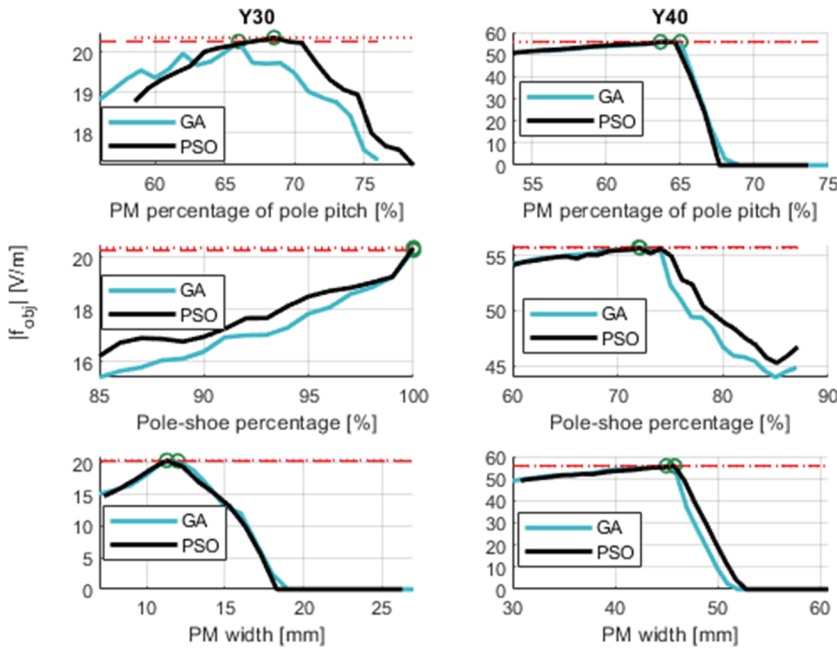 Y30
Y40
20
19
18
GA
PSO
60 65 70 75
PM percentage of pole pitch [%]
60
50
40
30
20
10
0
GA
PSO
55 60 65 70 75
PM percentage of pole pitch [%]
|f_obj| [V/m]
20
18
16
GA
PSO
85 90 95 100
Pole-shoe percentage [%]
55
50
45
GA
PSO
60 70 80 90
Pole-shoe percentage [%]
20
15
10
5
0
GA
PSO
10 15 20 25
PM width [mm]
60
50
40
30
20
10
0
GA
PSO
30 40 50 60
PM width [mm]